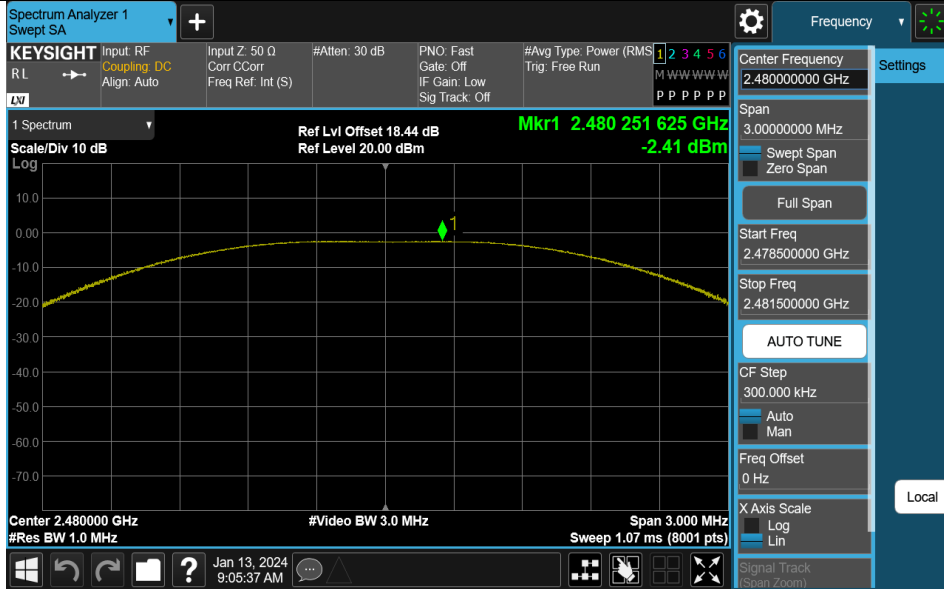 Spectrum Analyzer 1
Swept SA
Frequency
KEYSIGHT
RL
LXI
Input: RF
Coupling: DC
Align: Auto
Input Z: 50 Ω
Corr CCorr
Freq Ref: Int (S)
#Atten: 30 dB
PNO: Fast
Gate: Off
IF Gain: Low
Sig Track: Off
#Avg Type: Power (RMS
Trig: Free Run
1 2 3 4 5 6
M W W W W W
P P P P P P
1 Spectrum
Scale/Div 10 dB
Log
Ref Lvl Offset 18.44 dB
Ref Level 20.00 dBm
Mkr1 2.480 251 625 GHz
-2.41 dBm
1
10.0
0.00
-10.0
-20.0
-30.0
-40.0
-50.0
-60.0
-70.0
Center 2.480000 GHz
#Video BW 3.0 MHz
Span 3.000 MHz
#Res BW 1.0 MHz
Sweep 1.07 ms (8001 pts)
Center Frequency
2.480000000 GHz
Settings
Span
3.00000000 MHz
Swept Span
Zero Span
Full Span
Start Freq
2.478500000 GHz
Stop Freq
2.481500000 GHz
AUTO TUNE
CF Step
300.000 kHz
Auto
Man
Freq Offset
0 Hz
Local
X Axis Scale
Log
Lin
Signal Track
(Span Zoom)
?
Jan 13, 2024
9:05:37 AM